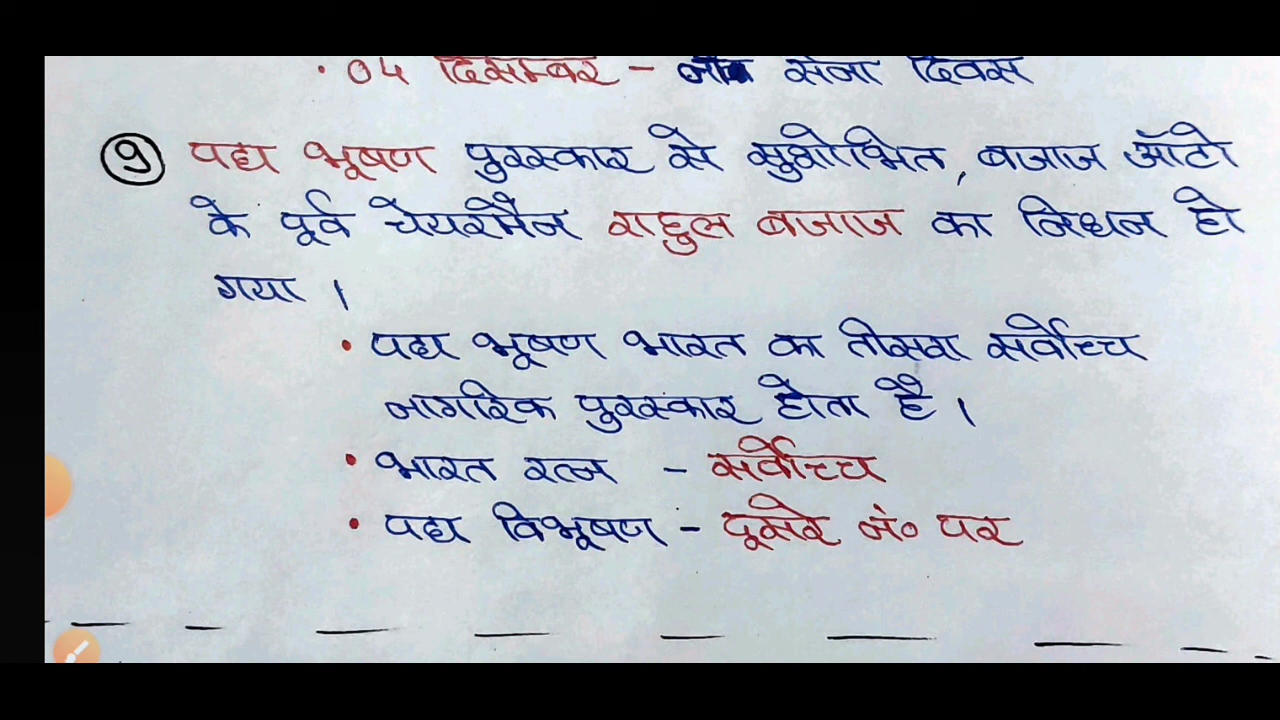 • 04 दिसम्बर - सेना दिवस
9 पद्म भूषण पुरस्कार से सुशोभित, बजाज ऑटो
के पूर्व चेयरमैन राहुल बजाज का निधन हो
गया ।
• पद्म भूषण भारत का तीसरा सर्वोच्च
नागरिक पुरस्कार होता है ।
• भारत रत्न - सर्वोच्च
• पद्म विभूषण - दूसरे नं० पर